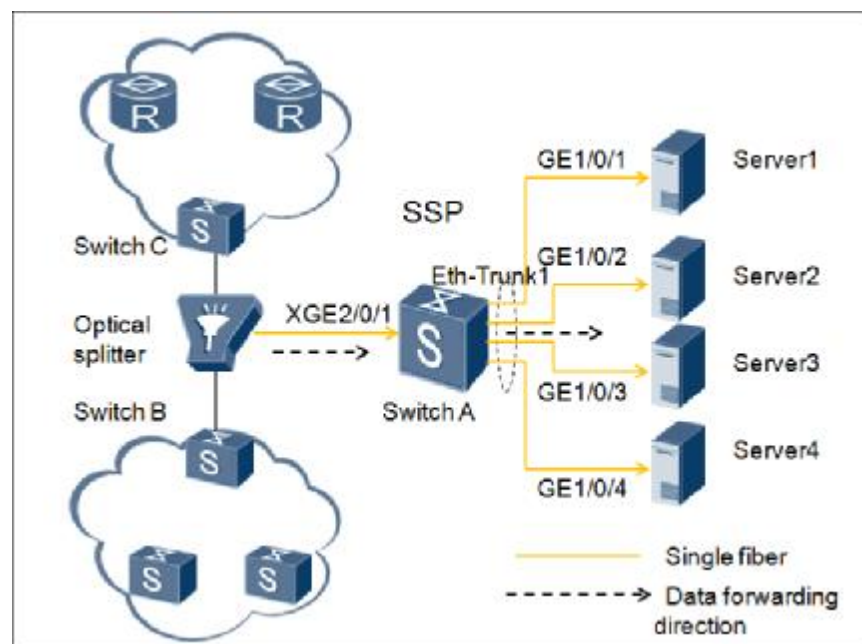 R
R
GE1/0/1
Server1
SSP
S
Switch C
GE1/0/2
Eth-Trunk1
Server2
Optical
splitter
XGE2/0/1
S
Server3
Switch B
Switch A
GE1/0/3
S
Server4
GE1/0/4
S
S
Single fiber
Data forwarding
direction